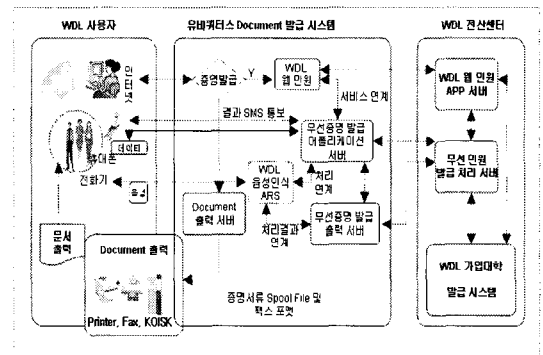 WDL 사용자
인터넷
데이터
휴대폰
전화기
음성
문서
출력
Document 출력
Printer, Fax, KOISK
유비쿼터스 Document 발급 시스템
증명발급
Y
WDL
웹 민원
서비스 연계
결과 SMS 통보
무선증명 발급
어플리케이션
서버
WDL
음성인식
ARS
처리
연계
Document
출력 서버
처리결과
연계
무선증명 발급
출력 서버
증명서류 Spool File 및
팩스 포맷
WDL 전산센터
WDL 웹 민원
APP 서버
무선 민원
발급 처리 서버
WDL 가입대학
발급 시스템